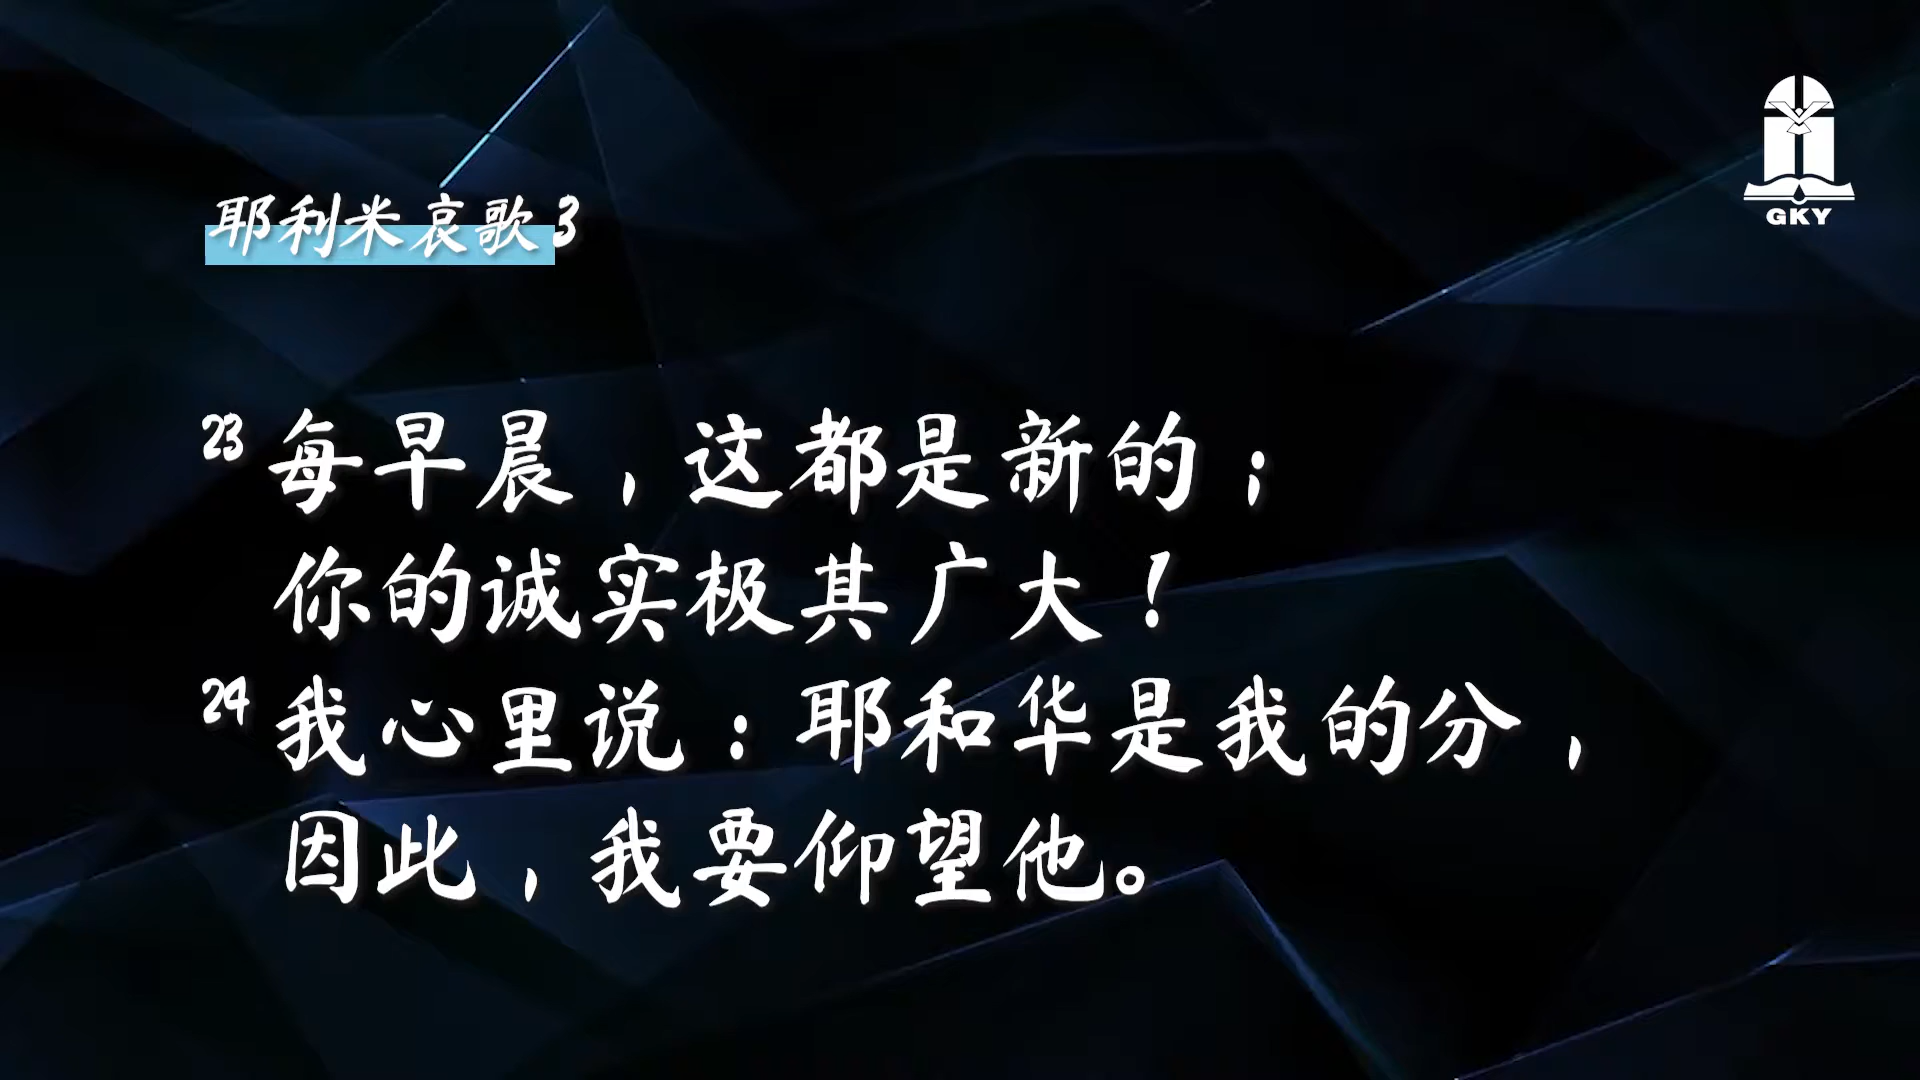 GKY
耶利米哀歌 3
23 每早晨，这都是新的；
你的诚实极其广大！
24 我心里说：耶和华是我的分，
因此，我要仰望他。